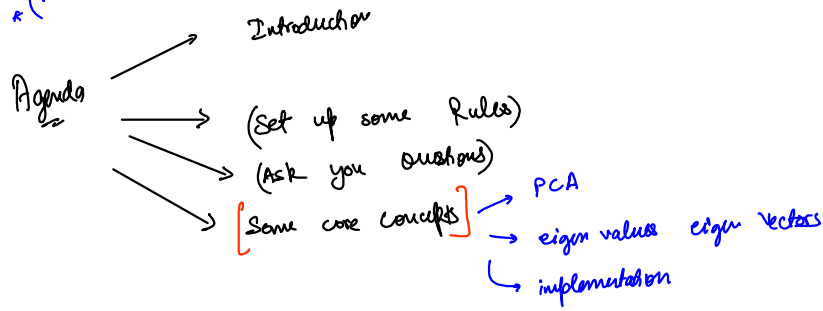 Introduction
Agenda
(Set up some Rules)
(Ask you Questions)
[Some core concepts]
PCA
eigen values eigen vectors
implementation